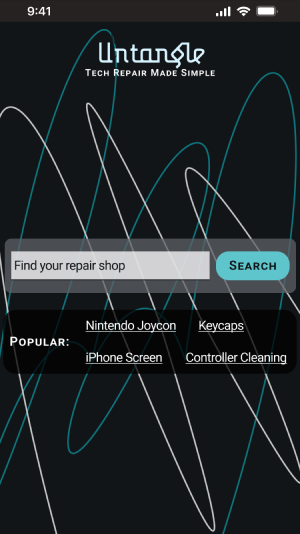 9:41
Untangle
Tech Repair Made Simple
Find your repair shop
Search
Popular:
Nintendo Joycon
Keycaps
iPhone Screen
Controller Cleaning